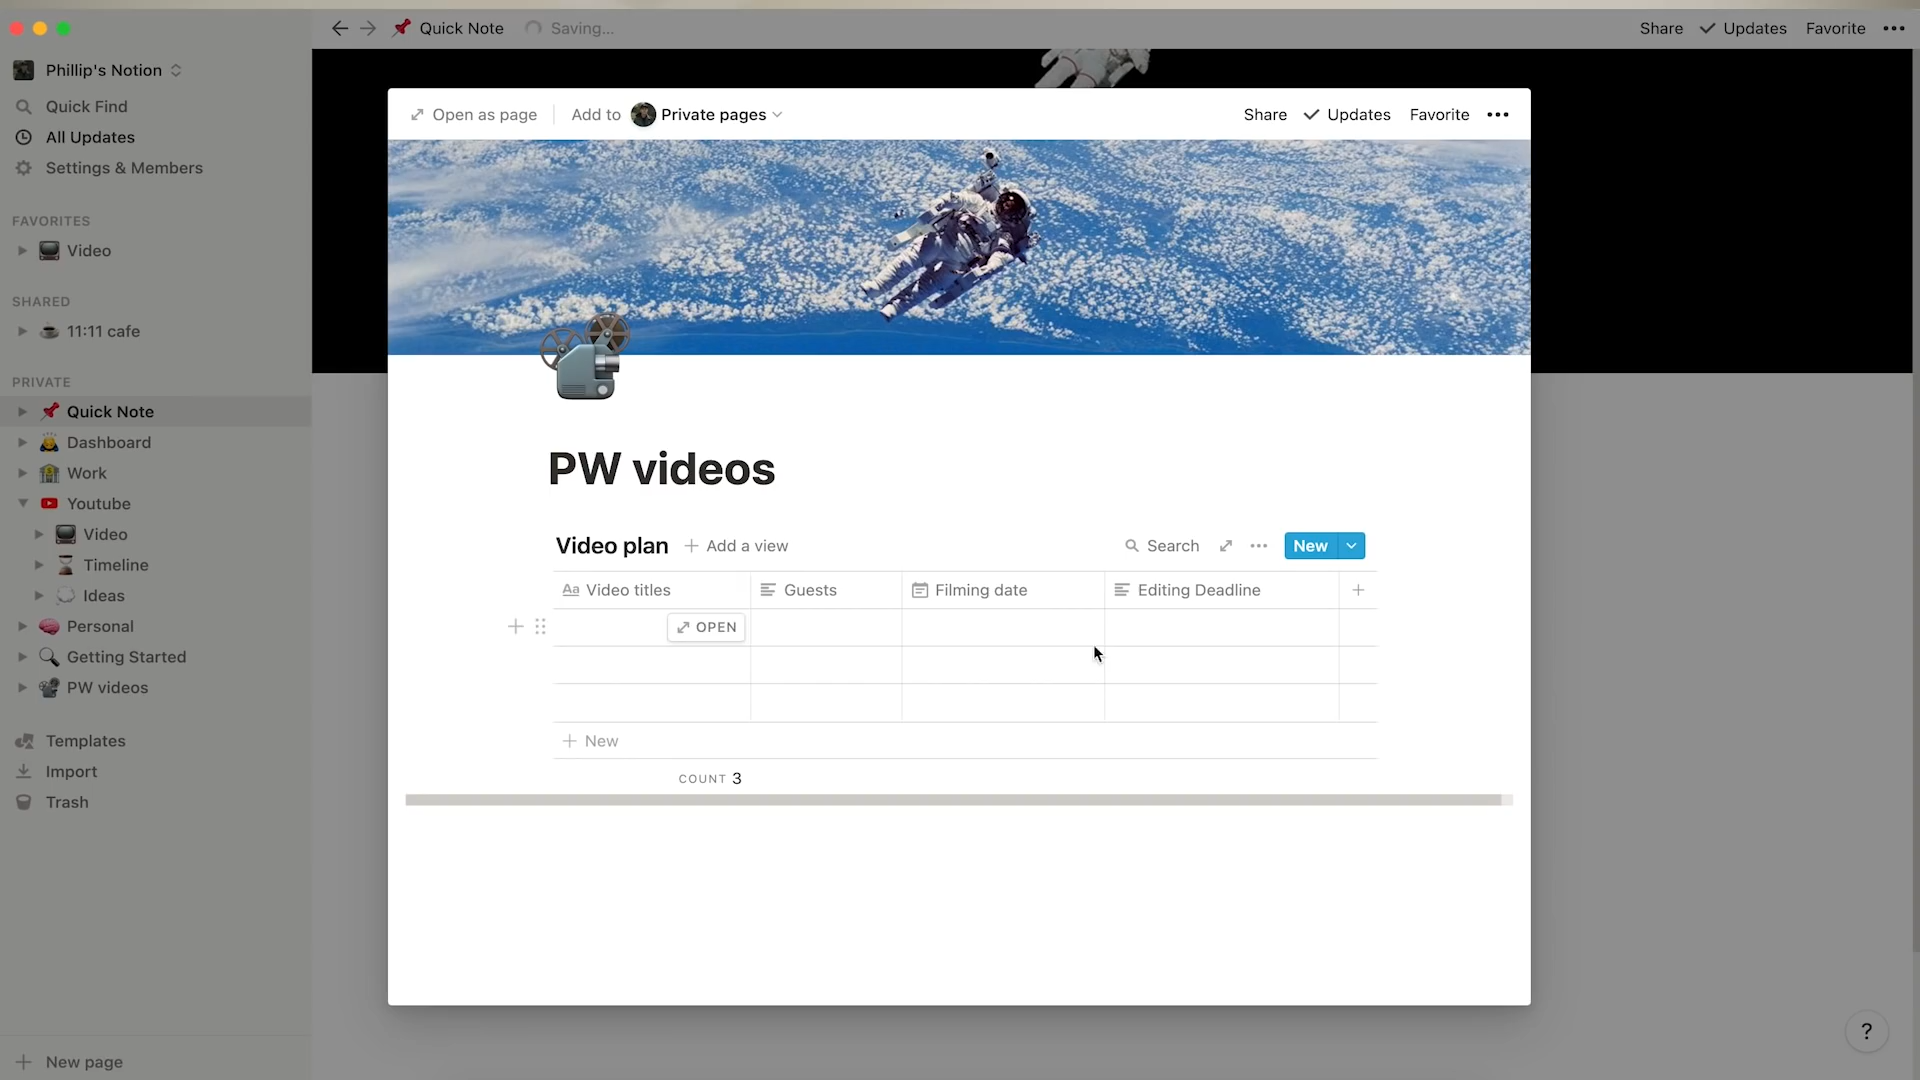 Quick Note Saving... Share Updates Favorite
Phillip's Notion
Quick Find
All Updates
Settings & Members
FAVORITES
Video
SHARED
11:11 cafe
PRIVATE
Quick Note
Dashboard
Work
Youtube
Video
Timeline
Ideas
Personal
Getting Started
PW videos
Templates
Import
Trash
New page
Open as page Add to Private pages Share Updates Favorite
PW videos
Video plan Add a view Search New
Aa Video titles Guests Filming date Editing Deadline
OPEN
New
COUNT 3
?